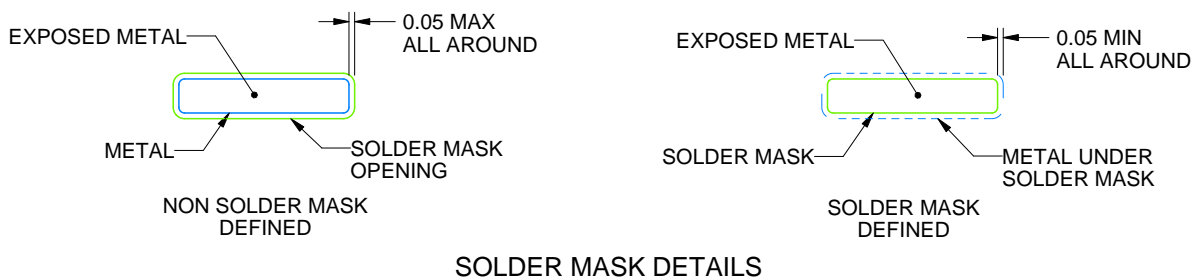 EXPOSED METAL
0.05 MAX
ALL AROUND
METAL
SOLDER MASK
OPENING
NON SOLDER MASK
DEFINED
EXPOSED METAL
0.05 MIN
ALL AROUND
SOLDER MASK
METAL UNDER
SOLDER MASK
SOLDER MASK
DEFINED
SOLDER MASK DETAILS